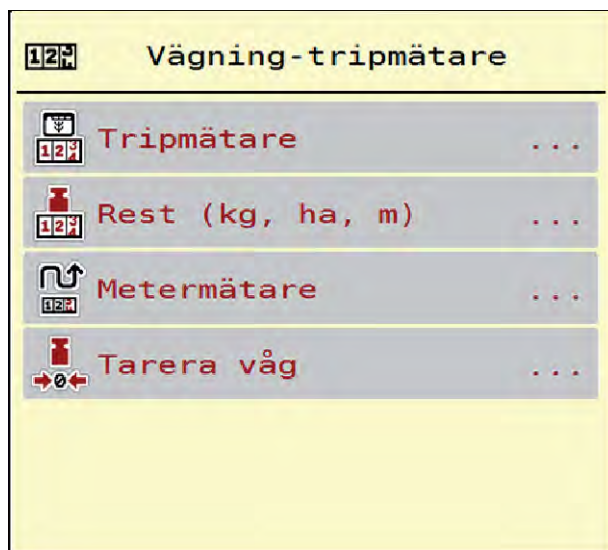 Vägning-tripmätare
Tripmätare ...
Rest (kg, ha, m) ...
Metermätare ...
Tarera våg ...